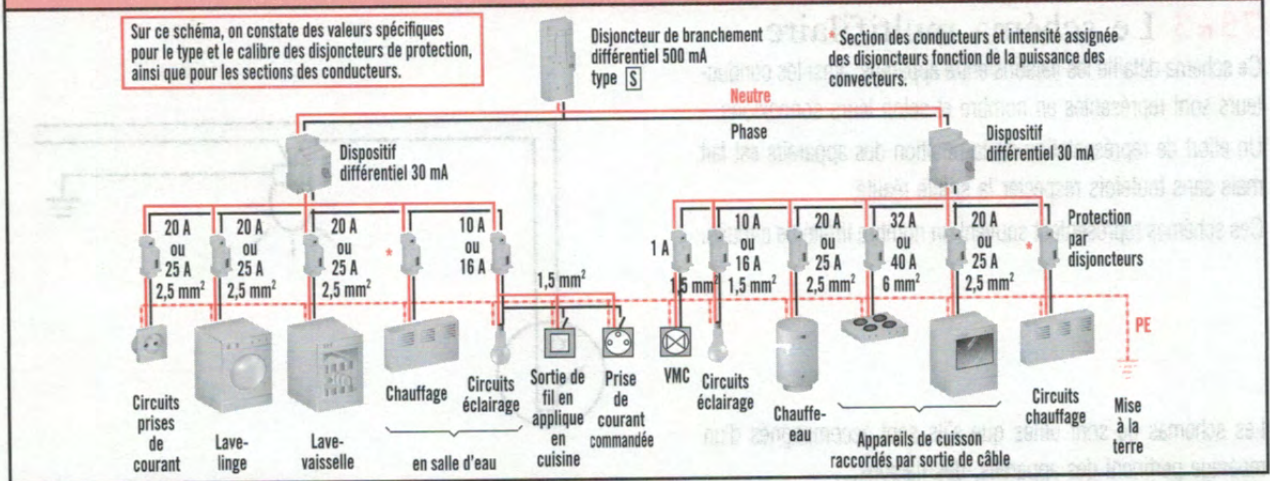 Sur ce schéma, on constate des valeurs spécifiques
pour le type et le calibre des disjoncteurs de protection,
ainsi que pour les sections des conducteurs.
Disjoncteur de branchement
différentiel 500 mA
type S
* Section des conducteurs et intensité assignée
des disjoncteurs fonction de la puissance des
convecteurs.
Neutre
Phase
Dispositif
différentiel 30 mA
Dispositif
différentiel 30 mA
20 A
ou
25 A
2,5 mm²
20 A
ou
25 A
2,5 mm²
20 A
ou
25 A
2,5 mm²
*
10 A
ou
16 A
1,5 mm²
1 A
1,5 mm²
10 A
ou
16 A
1,5 mm²
20 A
ou
25 A
2,5 mm²
32 A
ou
40 A
6 mm²
20 A
ou
25 A
2,5 mm²
*
Protection
par
disjoncteurs
PE
Circuits
prises
de
courant
Lave-
linge
Lave-
vaisselle
Chauffage
Circuits
éclairage
en salle d'eau
Sortie de
fil en
applique
en
cuisine
Prise
de
courant
commandée
VMC
Circuits
éclairage
Chauffe-
eau
Appareils de cuisson
raccordés par sortie de câble
Circuits
chauffage
Mise
à la
terre